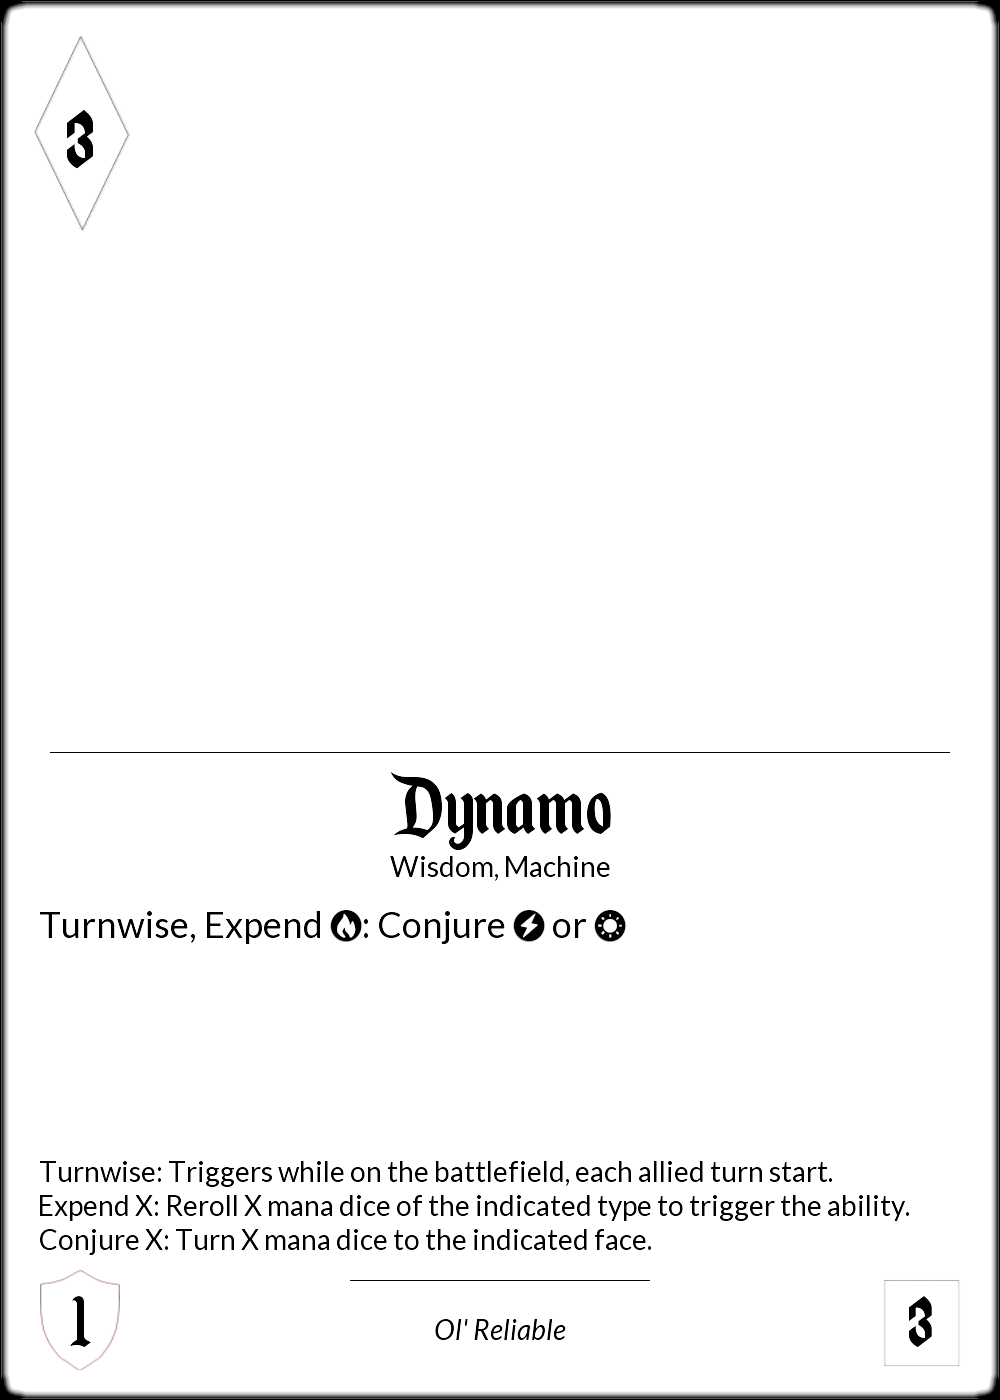 3
Dynamo
Wisdom, Machine
Turnwise, Expend : Conjure or
Turnwise: Triggers while on the battlefield, each allied turn start.
Expend X: Reroll X mana dice of the indicated type to trigger the ability.
Conjure X: Turn X mana dice to the indicated face.
1
Ol' Reliable
3